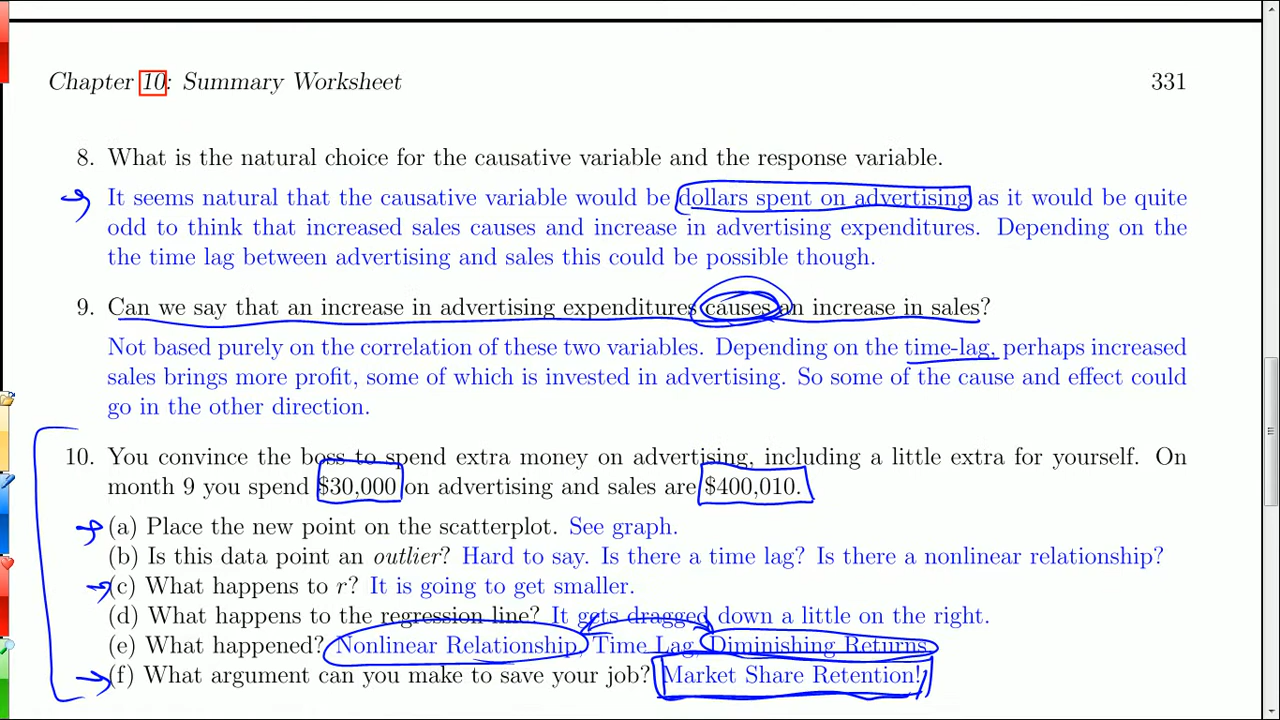 Chapter 10: Summary Worksheet 331
8. What is the natural choice for the causative variable and the response variable.
It seems natural that the causative variable would be dollars spent on advertising as it would be quite
odd to think that increased sales causes and increase in advertising expenditures. Depending on the
the time lag between advertising and sales this could be possible though.
9. Can we say that an increase in advertising expenditures causes an increase in sales?
Not based purely on the correlation of these two variables. Depending on the time-lag, perhaps increased
sales brings more profit, some of which is invested in advertising. So some of the cause and effect could
go in the other direction.
10. You convince the boss to spend extra money on advertising, including a little extra for yourself. On
month 9 you spend $30,000 on advertising and sales are $400,010.
(a) Place the new point on the scatterplot. See graph.
(b) Is this data point an outlier? Hard to say. Is there a time lag? Is there a nonlinear relationship?
(c) What happens to r? It is going to get smaller.
(d) What happens to the regression line? It gets dragged down a little on the right.
(e) What happened? Nonlinear Relationship, Time Lag, Diminishing Returns.
(f) What argument can you make to save your job? Market Share Retention!